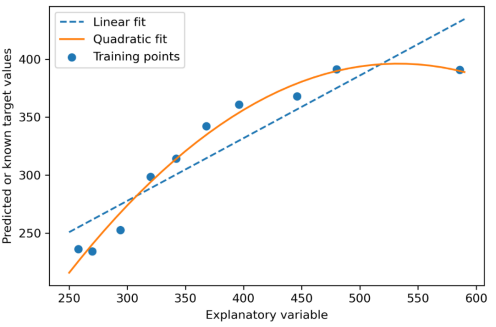 Linear fit
Quadratic fit
Training points
Predicted or known target values
400
350
300
250
250 300 350 400 450 500 550 600
Explanatory variable